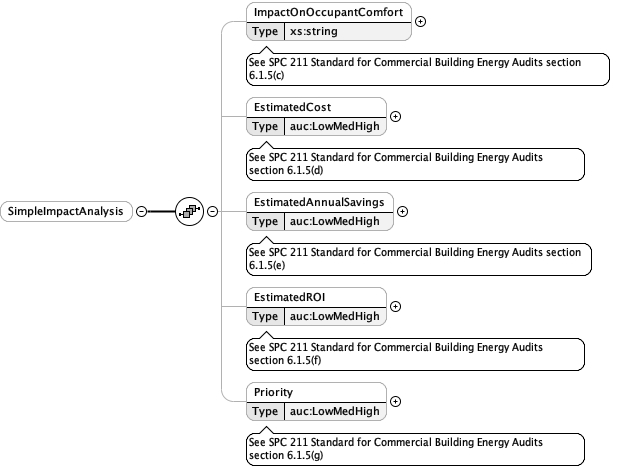 ImpactOnOccupantComfort
Type xs:string
See SPC 211 Standard for Commercial Building Energy Audits section
6.1.5(c)
EstimatedCost
Type auc:LowMedHigh
See SPC 211 Standard for Commercial Building Energy Audits
section 6.1.5(d)
SimpleImpactAnalysis
EstimatedAnnualSavings
Type auc:LowMedHigh
See SPC 211 Standard for Commercial Building Energy Audits section
6.1.5(e)
EstimatedROI
Type auc:LowMedHigh
See SPC 211 Standard for Commercial Building Energy Audits
section 6.1.5(f)
Priority
Type auc:LowMedHigh
See SPC 211 Standard for Commercial Building Energy Audits
section 6.1.5(g)